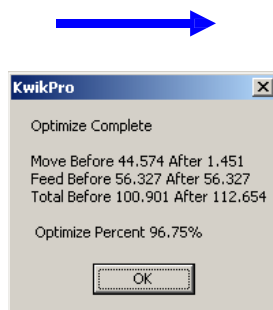 KwikPro
Optimize Complete
Move Before 44.574 After 1.451
Feed Before 56.327 After 56.327
Total Before 100.901 After 112.654
Optimize Percent 96.75%
OK